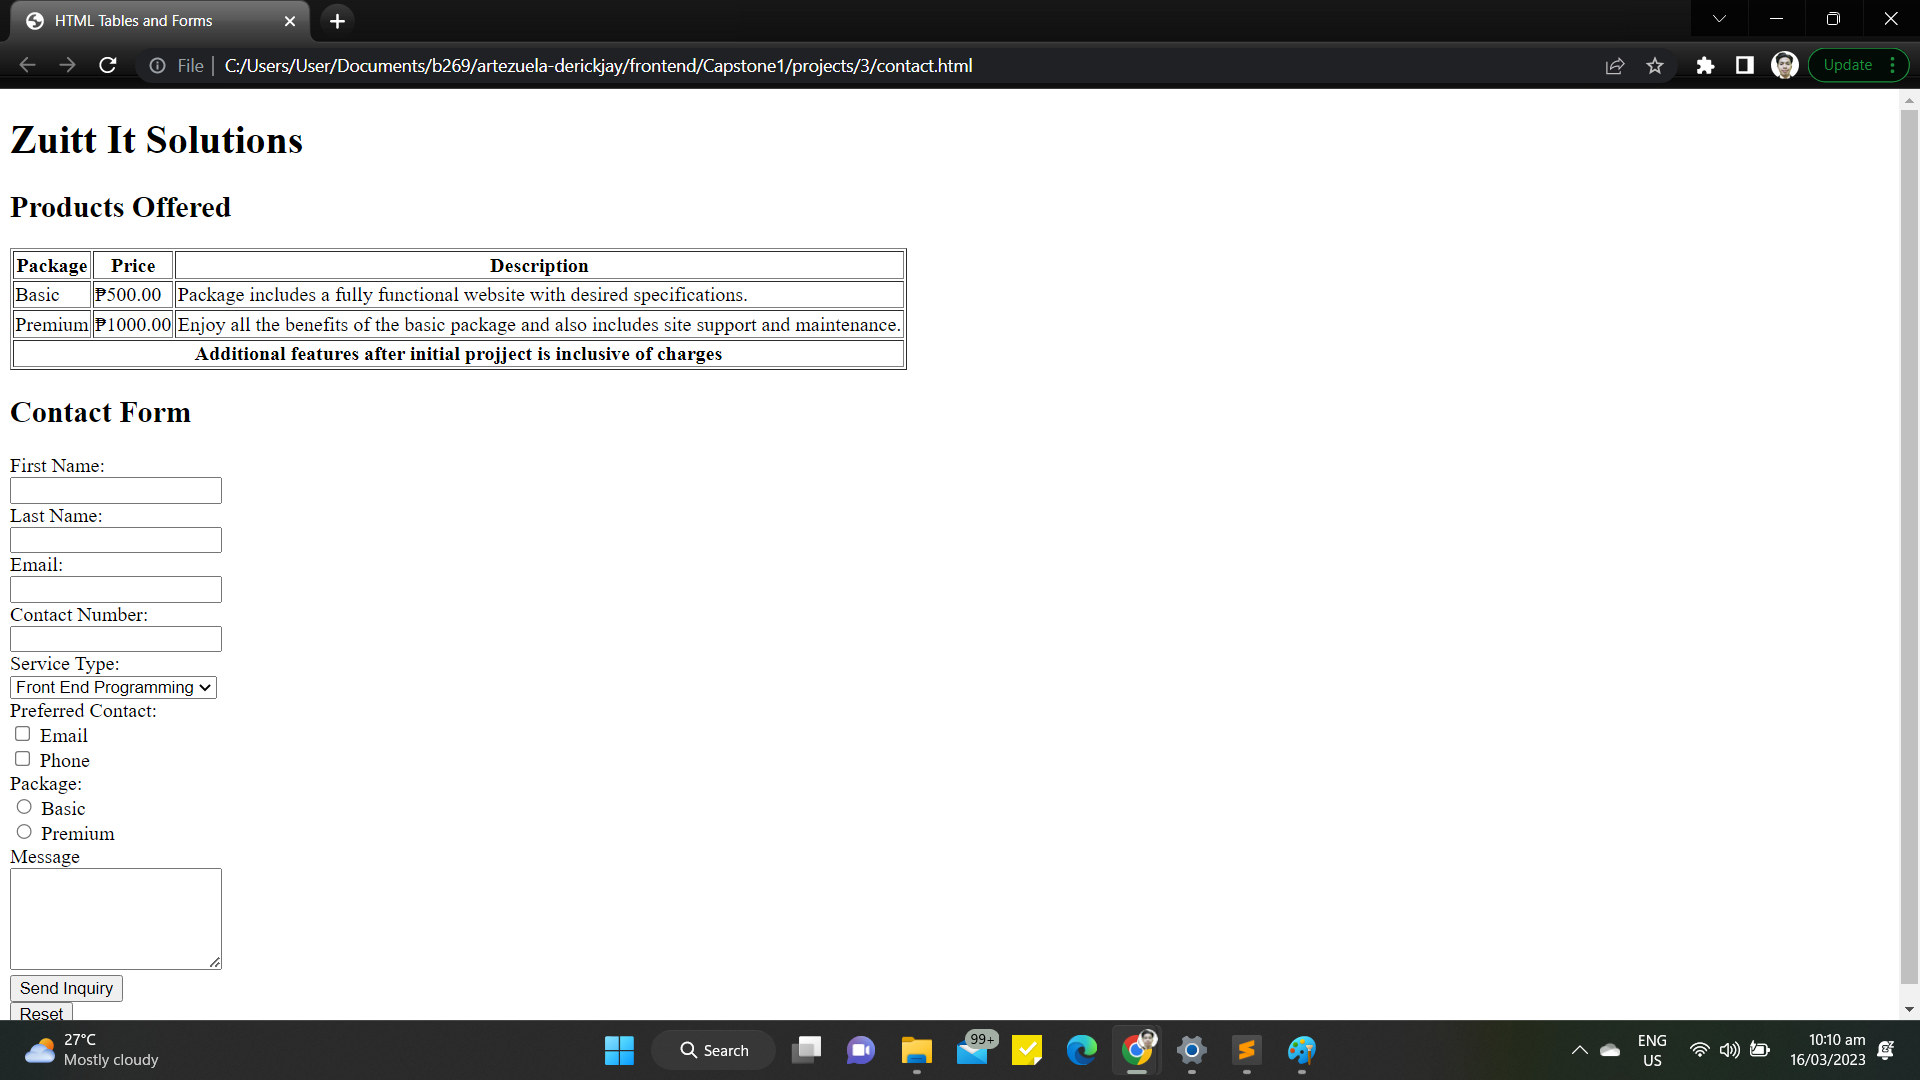 HTML Tables and Forms
File | C:/Users/User/Documents/b269/artezuela-derickjay/frontend/Capstone1/projects/3/contact.html
Update
Zuitt It Solutions
Products Offered
Package Price Description
Basic ₱500.00 Package includes a fully functional website with desired specifications.
Premium ₱1000.00 Enjoy all the benefits of the basic package and also includes site support and maintenance.
Additional features after initial projject is inclusive of charges
Contact Form
First Name:
Last Name:
Email:
Contact Number:
Service Type:
Front End Programming
Preferred Contact:
Email
Phone
Package:
Basic
Premium
Message
Send Inquiry
Reset
27°C
Mostly cloudy
Search
99+
ENG
US
10:10 am
16/03/2023